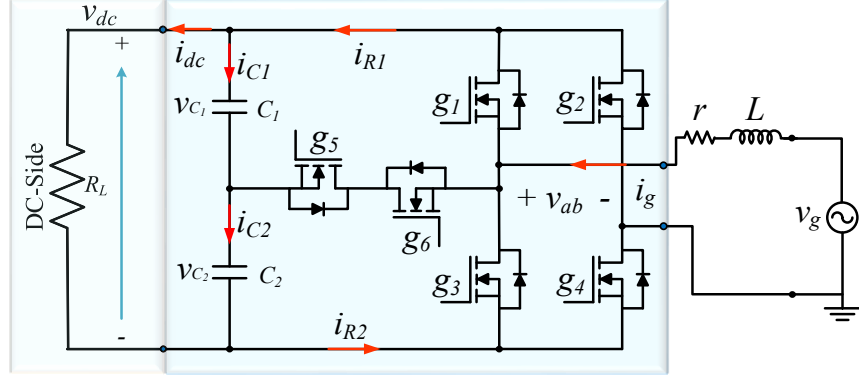 v_dc
+
i_dc
i_C1
i_R1
v_C1
C_1
g_1
g_2
r
L
DC-Side
R_L
g_5
+ v_ab -
i_g
v_g
i_C2
g_6
v_C2
C_2
g_3
g_4
-
i_R2